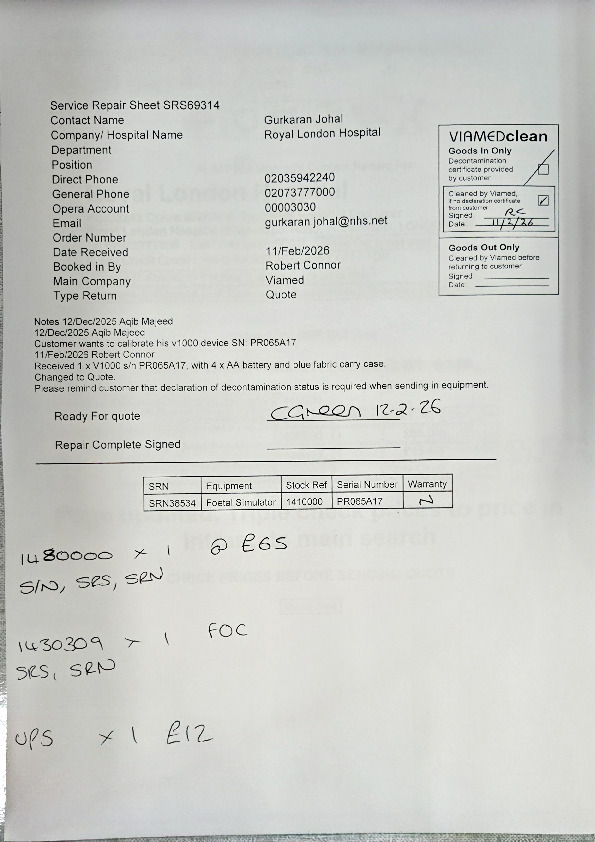 Service Repair Sheet SRS69314
Contact Name Gurkaran Johal
Company/ Hospital Name Royal London Hospital
Department
Position
Direct Phone 02035942240
General Phone 02073777000
Opera Account 00003030
Email gurkaran.johal@nhs.net
Order Number
Date Received 11/Feb/2026
Booked in By Robert Connor
Main Company Viamed
Type Return Quote
VIAMEDclean
Goods In Only
Decontamination
certificate provided
by customer
Cleaned by Viamed,
if no declaration certificate
from customer
Signed RC
Date 11/2/26
Goods Out Only
Cleaned by Viamed before
returning to customer
Signed
Date
Notes 12/Dec/2025 Aqib Majeed
12/Dec/2025 Aqib Majeed
Customer wants to calibrate his v1000 device SN: PR065A17
11/Feb/2026 Robert Connor
Received 1 x V1000 s/n PR065A17, with 4 x AA battery and blue fabric carry case.
Changed to Quote.
Please remind customer that declaration of decontamination status is required when sending in equipment.
Ready For quote CGreen 12-2-26
Repair Complete Signed
SRN Equipment Stock Ref Serial Number Warranty
SRN38534 Foetal Simulator 1410000 PR065A17 N
1480000 x 1 @ £65
S/N, SRS, SRN
1430309 x 1 FOC
SRS, SRN
UPS x 1 £12